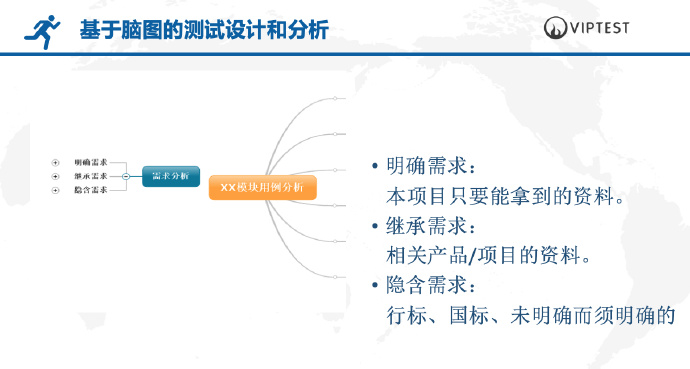 基于脑图的测试设计和分析
VIPTEST
明确需求
继承需求
隐含需求
需求分析
XX模块用例分析
• 明确需求：
本项目只要能拿到的资料。
• 继承需求：
相关产品/项目的资料。
• 隐含需求：
行标、国标、未明确而须明确的